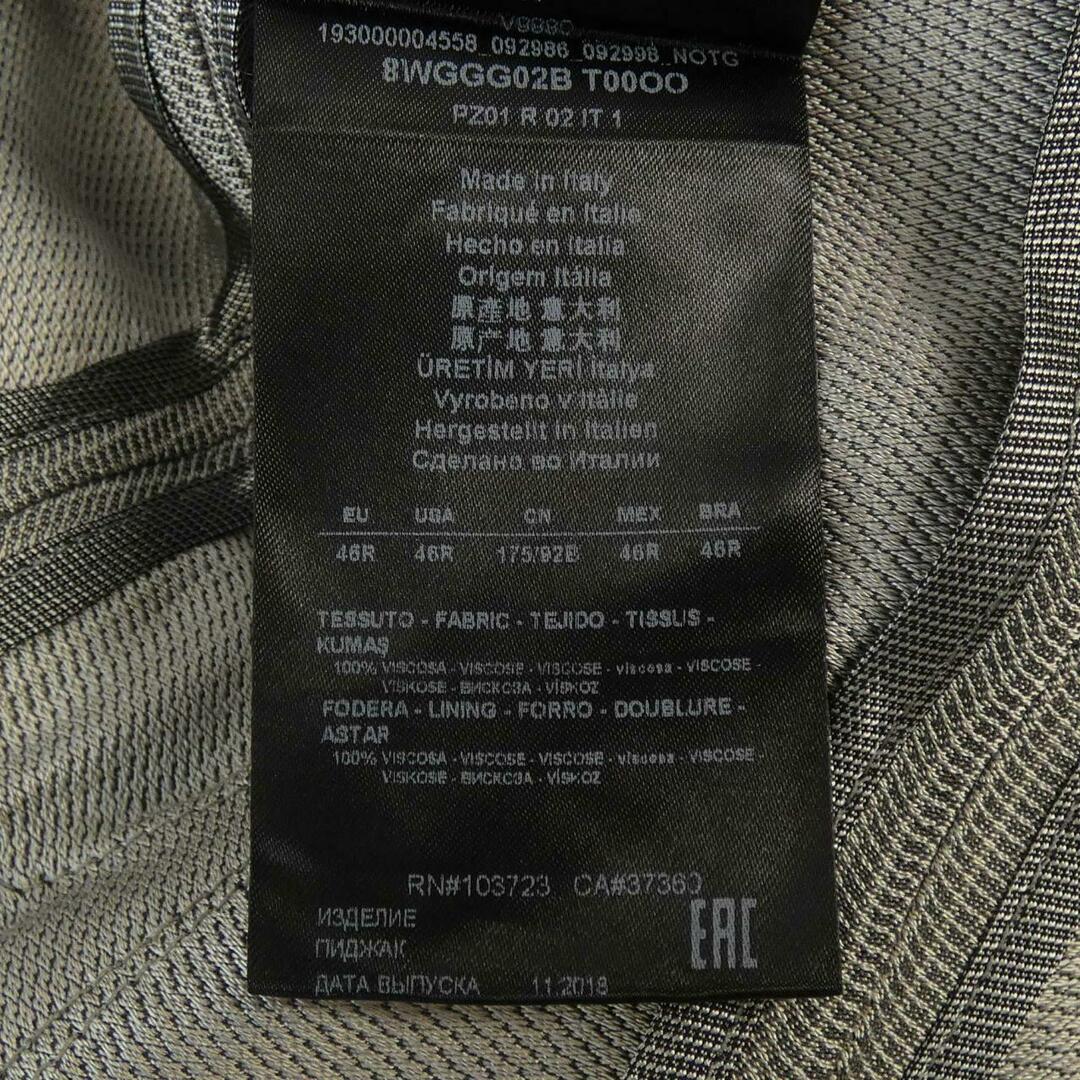 193000004558_092986_092998_NOTG
8WGGG02B T00OO
PZ01 R 02 IT 1
Made in Italy
Fabriqué en Italie
Hecho en Italia
Origem Itália
原產地 意大利
原产地 意大利
ÜRETİM YERİ İtalya
Vyrobeno v Itálie
Hergestellt in Italien
Сделано во Италии
EU USA CN MEX BRA
46R 46R 175/92B 46R 46R
TESSUTO - FABRIC - TEJIDO - TISSUS -
KUMAŞ
100% VISCOSA - VISCOSE - VISCOSE - viscosa - VISCOSE -
VISKOSE - ВИСКОЗА - VİSKOZ
FODERA - LINING - FORRO - DOUBLURE -
ASTAR
100% VISCOSA - VISCOSE - VISCOSE - viscosa - VISCOSE -
VISKOSE - ВИСКОЗА - VİSKOZ
RN#103723 CA#37363
ИЗДЕЛИЕ
ПИДЖАК
EAC
ДАТА ВЫПУСКА 11.2018